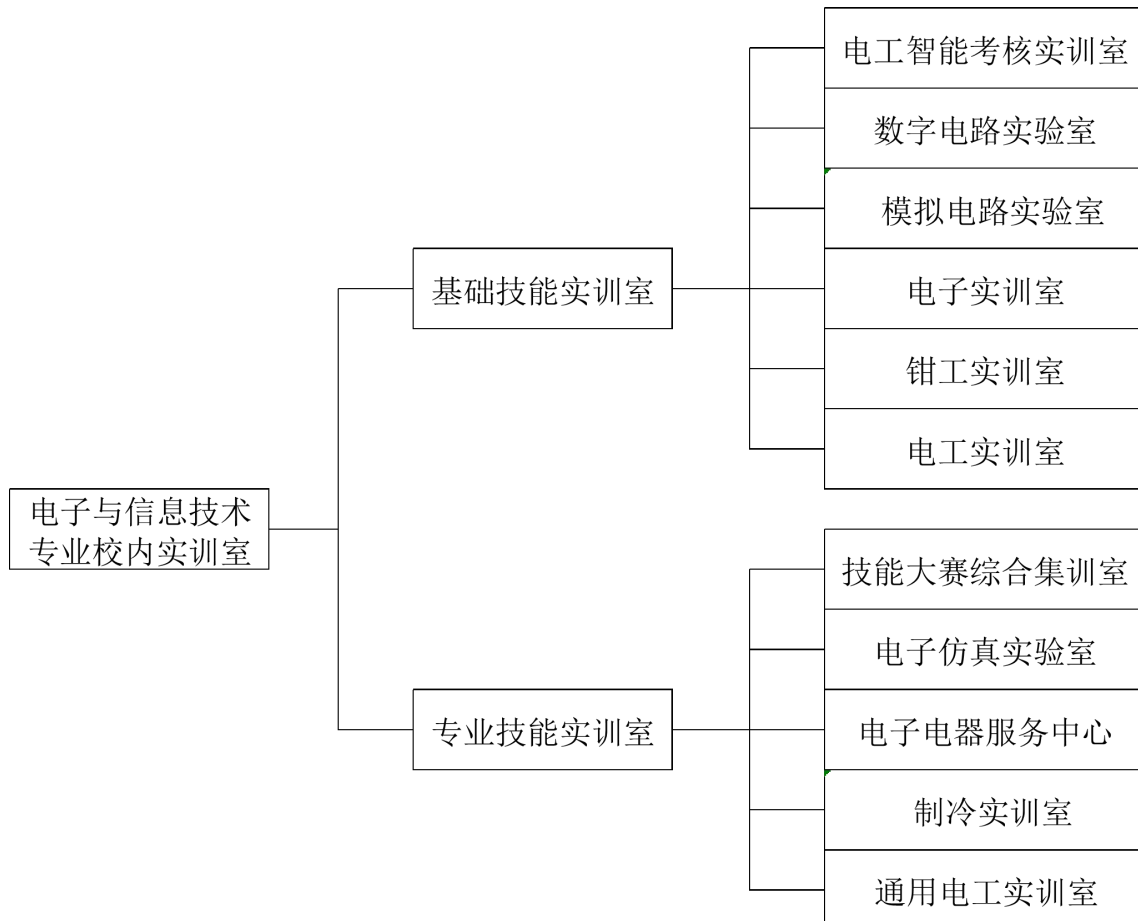 电子与信息技术
专业校内实训室
基础技能实训室
电工智能考核实训室
数字电路实验室
模拟电路实验室
电子实训室
钳工实训室
电工实训室
专业技能实训室
技能大赛综合集训室
电子仿真实验室
电子电器服务中心
制冷实训室
通用电工实训室